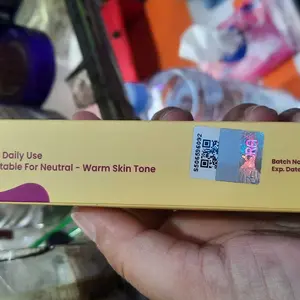 Daily Use
table For Neutral - Warm Skin Tone
Batch No
Exp. Date